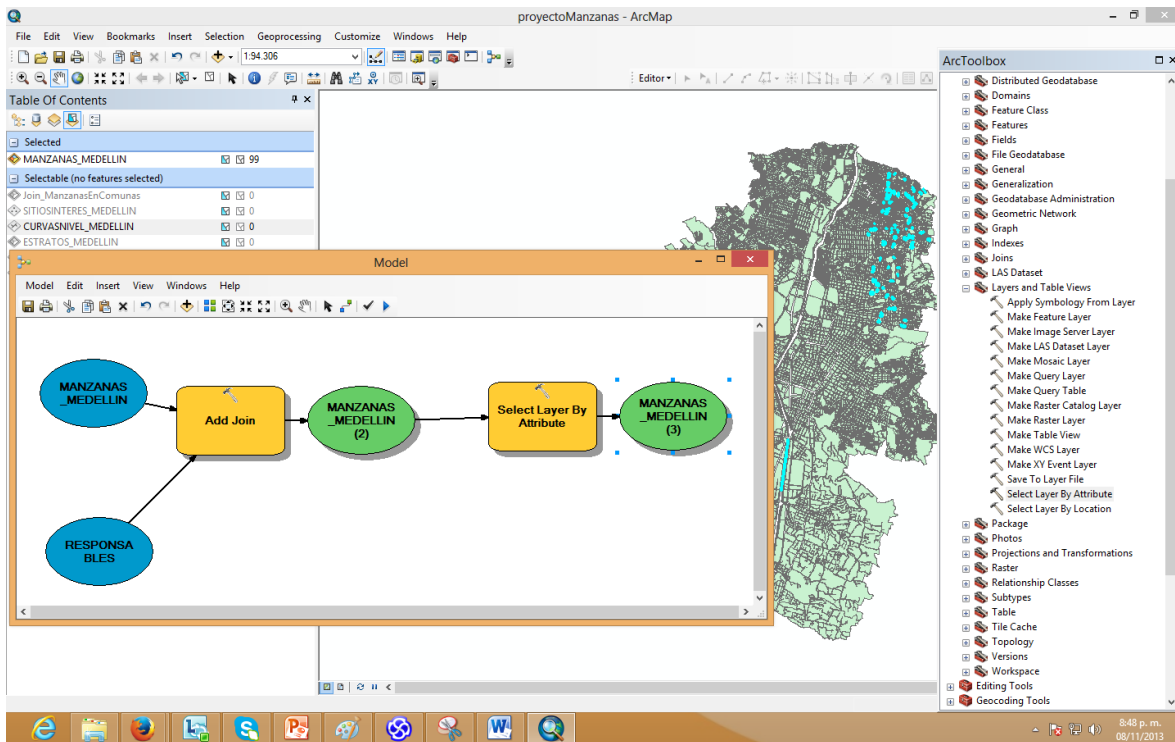 proyectoManzanas - ArcMap
File Edit View Bookmarks Insert Selection Geoprocessing Customize Windows Help
1:94.306
Editor
Table Of Contents
Selected
MANZANAS_MEDELLIN 99
Selectable (no features selected)
Join_ManzanasEnComunas 0
SITIOSINTERES_MEDELLIN 0
CURVASNIVEL_MEDELLIN 0
ESTRATOS_MEDELLIN 0
Model
Model Edit Insert View Windows Help
MANZANAS
_MEDELLIN
Add Join
MANZANAS
_MEDELLIN
(2)
Select Layer By
Attribute
MANZANAS
_MEDELLIN
(3)
RESPONSA
BLES
ArcToolbox
Distributed Geodatabase
Domains
Feature Class
Features
Fields
File Geodatabase
General
Generalization
Geodatabase Administration
Geometric Network
Graph
Indexes
Joins
LAS Dataset
Layers and Table Views
Apply Symbology From Layer
Make Feature Layer
Make Image Server Layer
Make LAS Dataset Layer
Make Mosaic Layer
Make Query Layer
Make Query Table
Make Raster Catalog Layer
Make Raster Layer
Make Table View
Make WCS Layer
Make XY Event Layer
Save To Layer File
Select Layer By Attribute
Select Layer By Location
Package
Photos
Projections and Transformations
Raster
Relationship Classes
Subtypes
Table
Tile Cache
Topology
Versions
Workspace
Editing Tools
Geocoding Tools
8:48 p. m.
08/11/2013